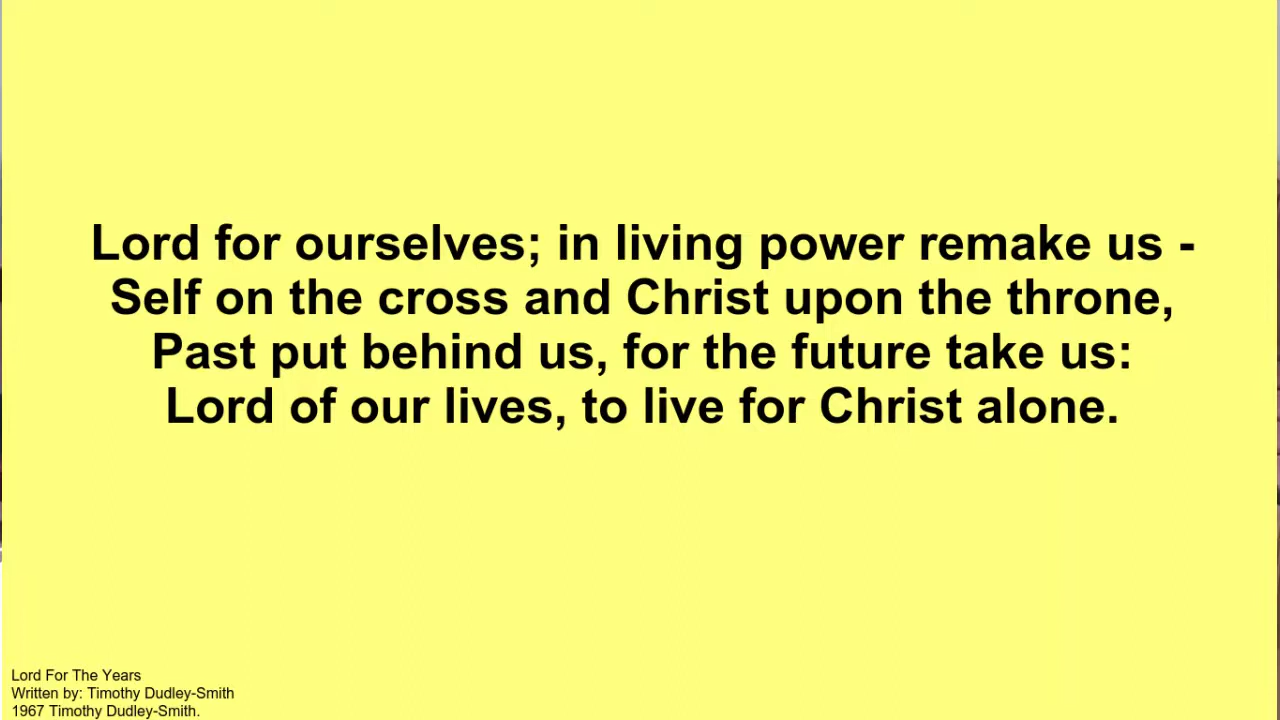 Lord for ourselves; in living power remake us -
Self on the cross and Christ upon the throne,
Past put behind us, for the future take us:
Lord of our lives, to live for Christ alone.
Lord For The Years
Written by: Timothy Dudley-Smith
1967 Timothy Dudley-Smith.